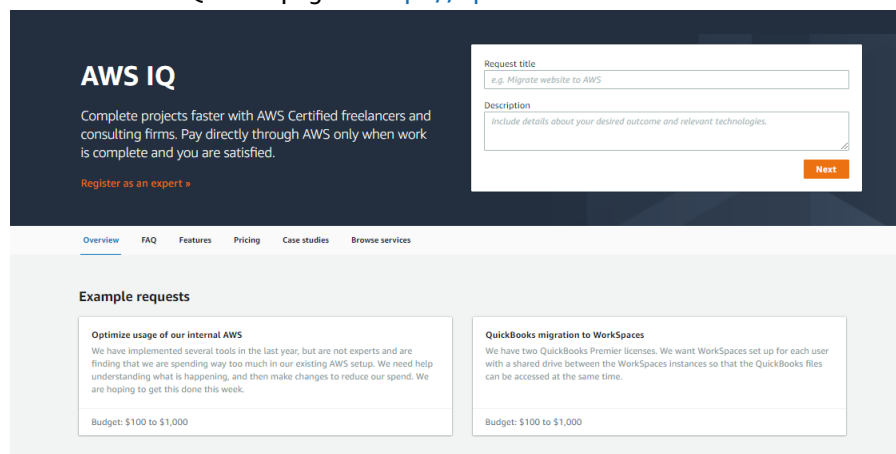 AWS IQ
Complete projects faster with AWS Certified freelancers and
consulting firms. Pay directly through AWS only when work
is complete and you are satisfied.
Register as an expert »
Request title
e.g. Migrate website to AWS
Description
Include details about your desired outcome and relevant technologies.
Next
Overview FAQ Features Pricing Case studies Browse services
Example requests
Optimize usage of our internal AWS
We have implemented several tools in the last year, but are not experts and are
finding that we are spending way too much in our existing AWS setup. We need help
understanding what is happening, and then make changes to reduce our spend. We
are hoping to get this done this week.
Budget: $100 to $1,000
QuickBooks migration to WorkSpaces
We have two QuickBooks Premier licenses. We want WorkSpaces set up for each user
with a shared drive between the WorkSpaces instances so that the QuickBooks files
can be accessed at the same time.
Budget: $100 to $1,000